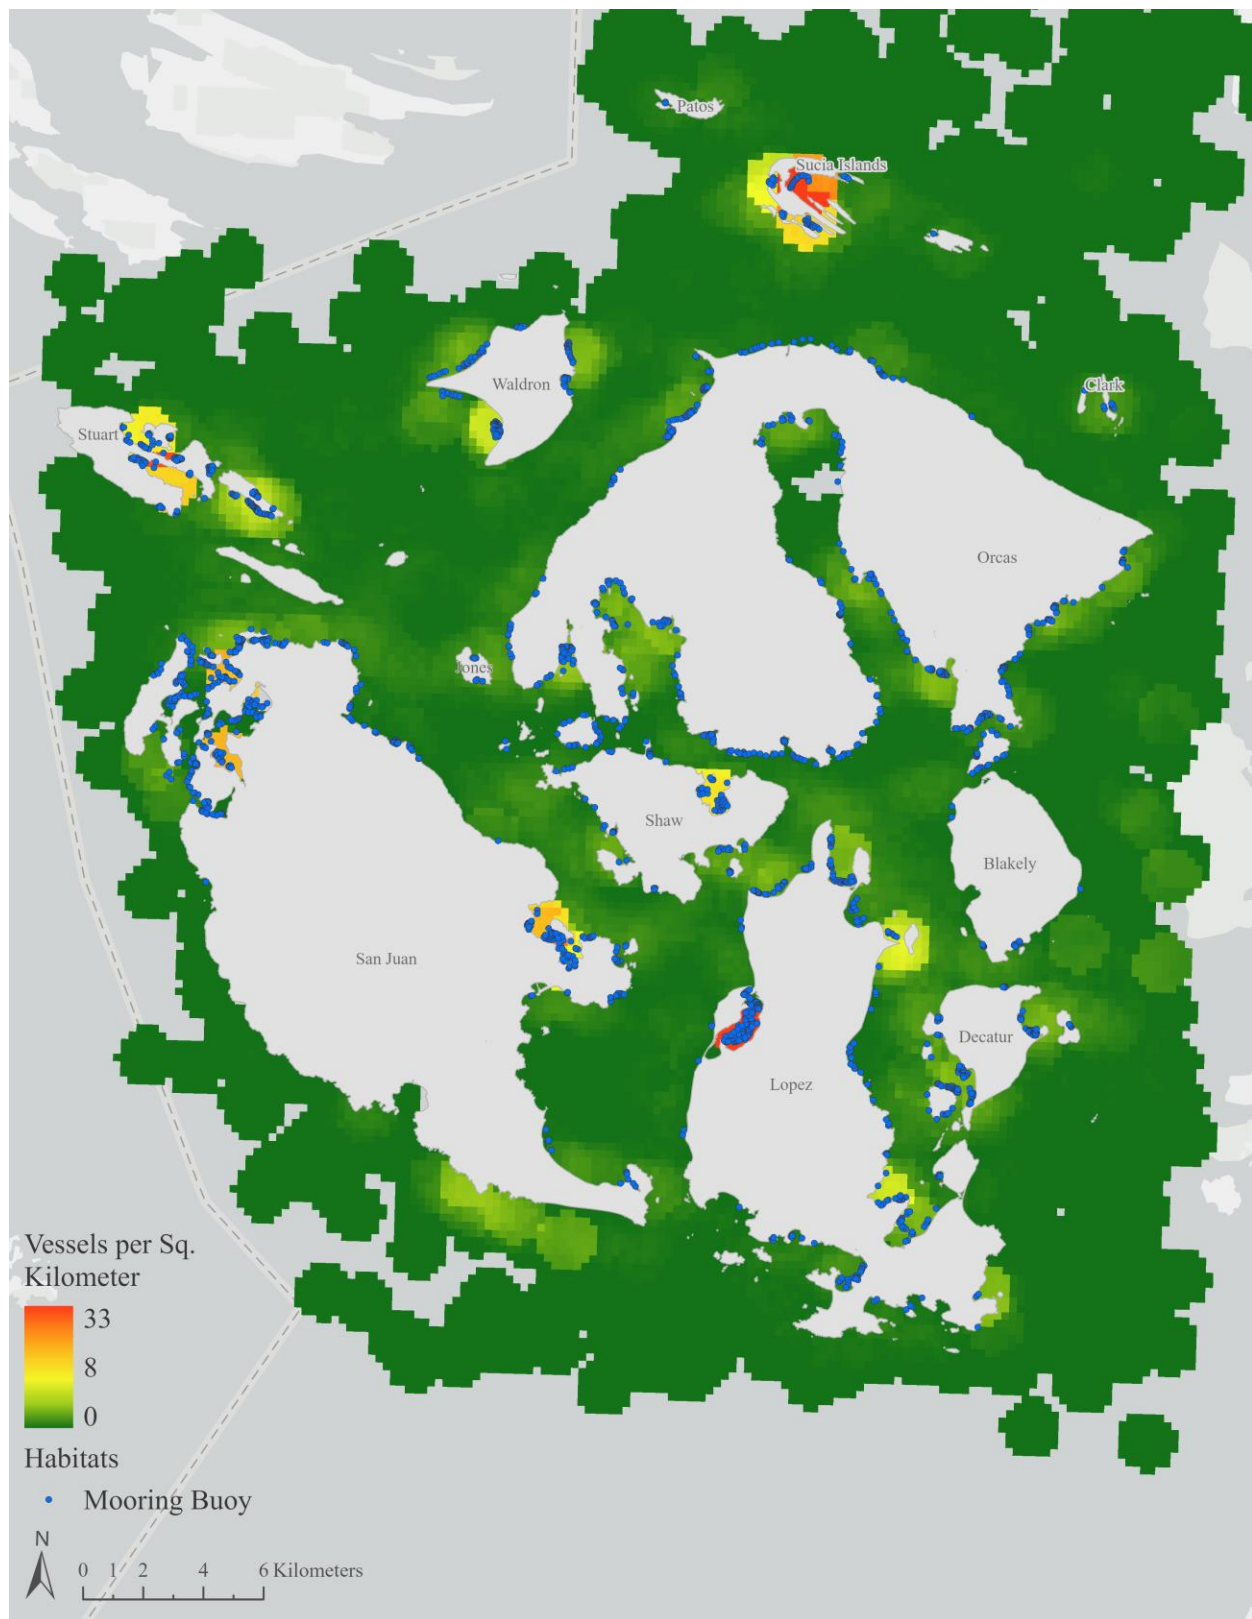 Patos
Sucia Islands
Waldron
Clark
Stuart
Orcas
Jones
Shaw
Blakely
San Juan
Decatur
Lopez
Vessels per Sq.
Kilometer
33
8
0
Habitats
Mooring Buoy
N
0 1 2 4 6 Kilometers